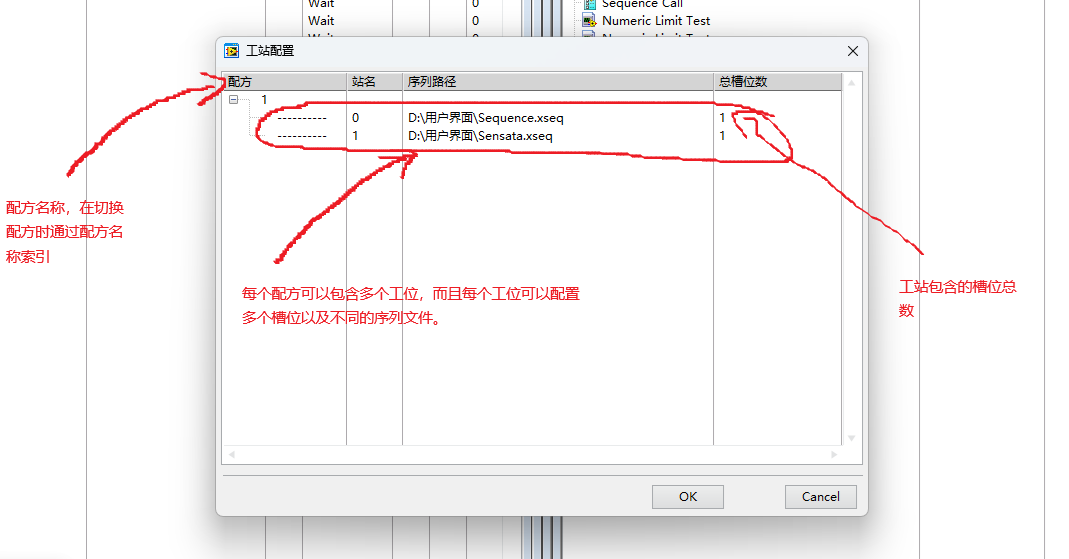 Wait 0 Sequence Call
Wait 0 Numeric Limit Test
工站配置
配方 站名 序列路径 总槽位数
1
---------- 0 D:\用户界面\Sequence.xseq 1
---------- 1 D:\用户界面\Sensata.xseq 1
配方名称，在切换
配方时通过配方名
称索引
每个配方可以包含多个工位，而且每个工位可以配置
多个槽位以及不同的序列文件。
工站包含的槽位总
数
OK Cancel